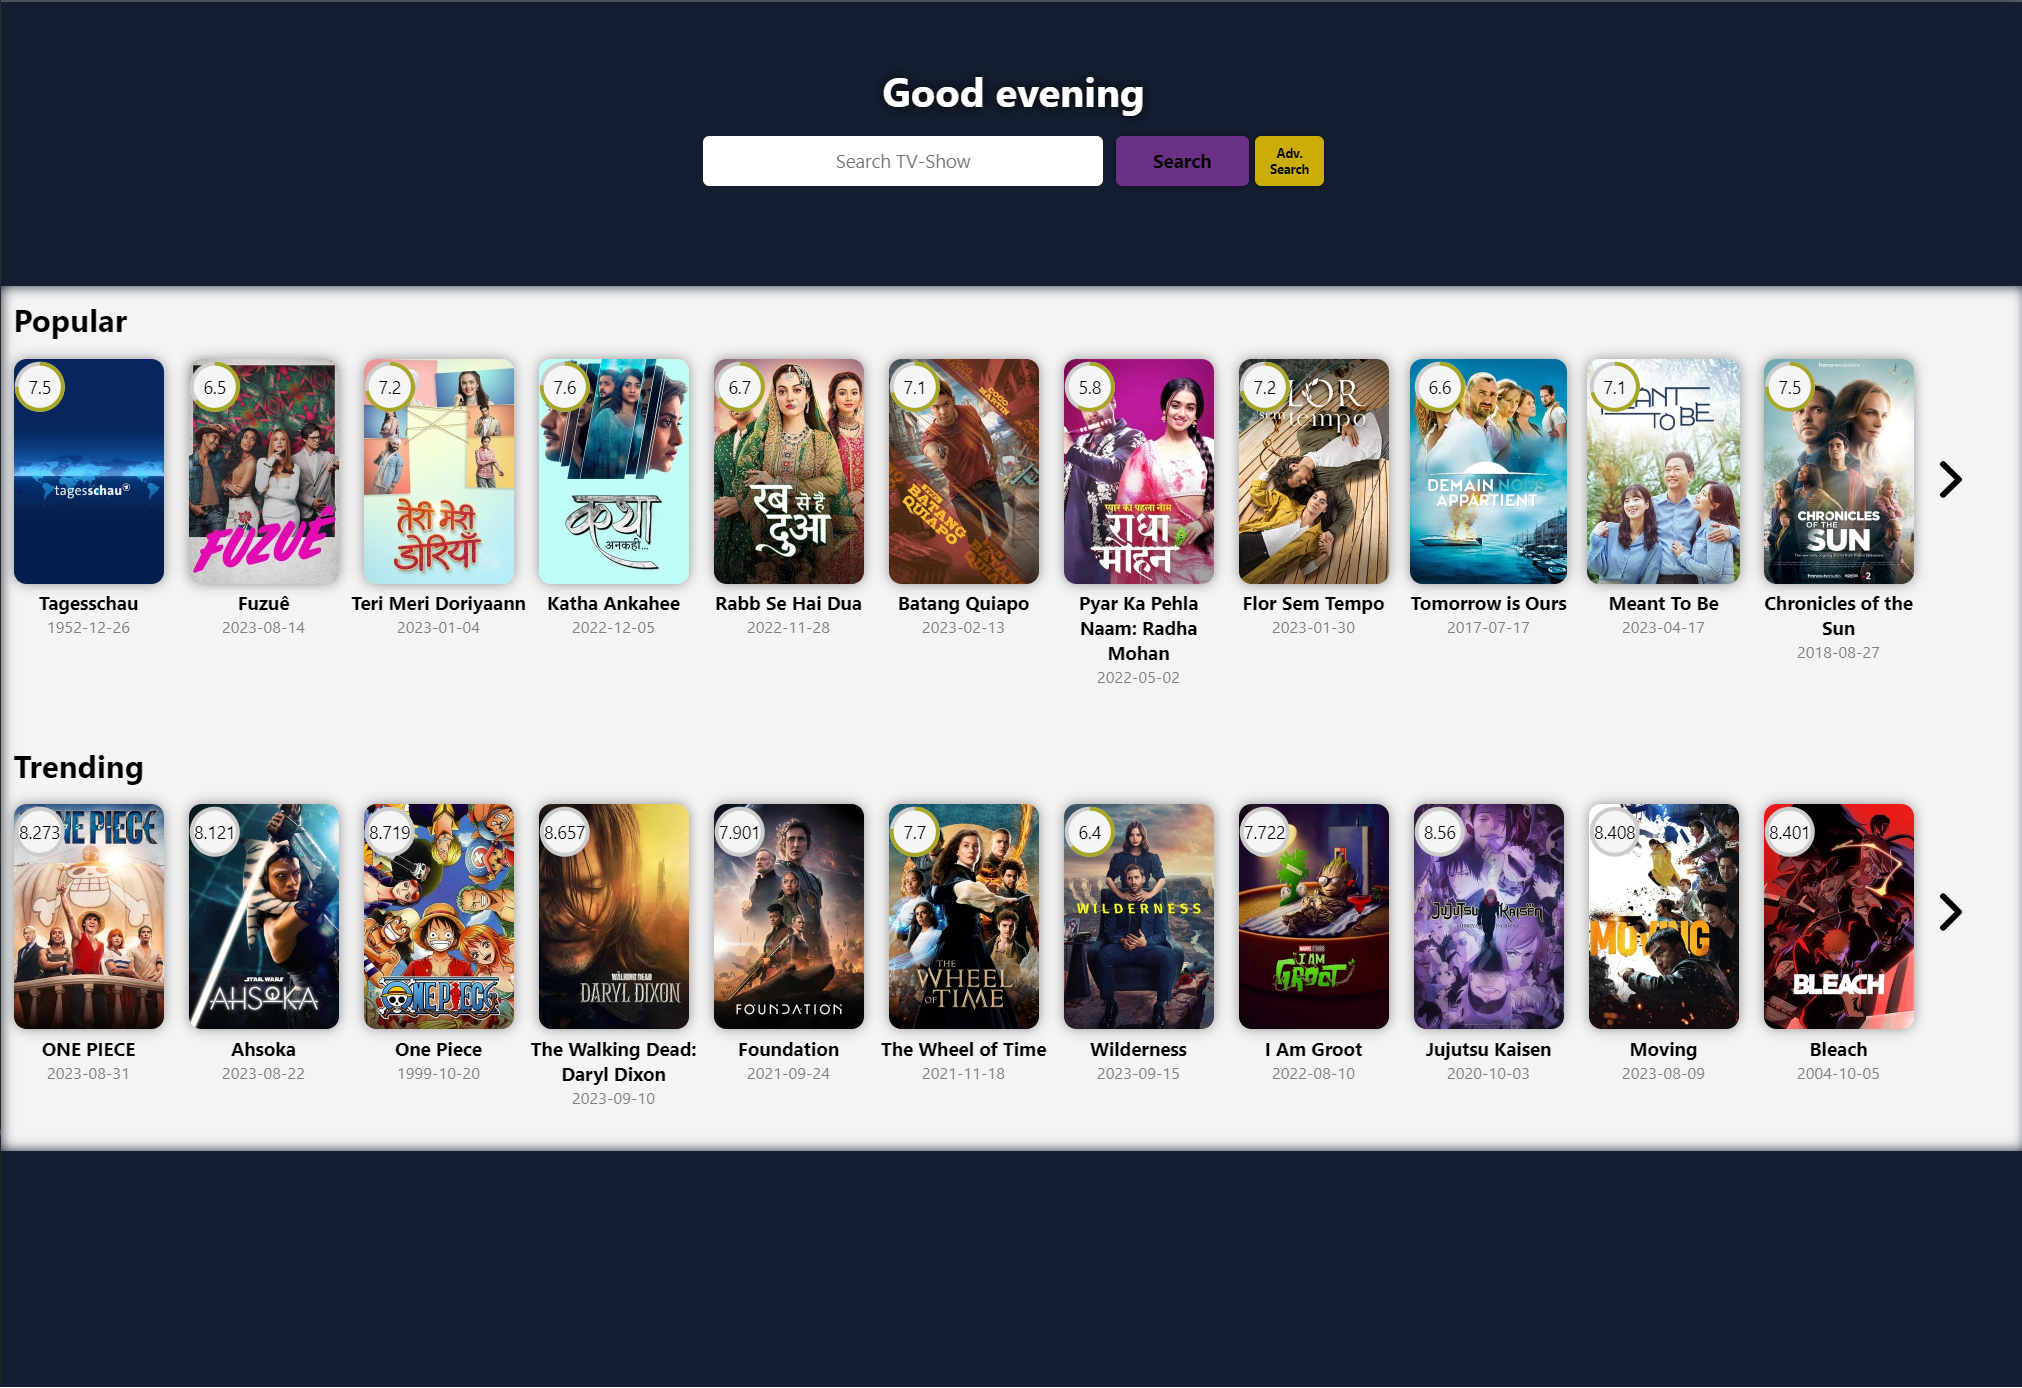 Good evening
Search TV-Show
Search
Adv.
Search
Popular
7.5
tagesschau
Tagesschau
1952-12-26
6.5
FUZUÊ
Fuzuê
2023-08-14
7.2
तेरी मेरी
डोरियाँ
Teri Meri Doriyaann
2023-01-04
7.6
कथा
अनकही...
Katha Ankahee
2022-12-05
6.7
रब से है
दुआ
Rabb Se Hai Dua
2022-11-28
7.1
COCO
MARTIN
BATANG
QUIAPO
Batang Quiapo
2023-02-13
5.8
प्यार का पहला नाम
राधा
मोहन
Pyar Ka Pehla
Naam: Radha
Mohan
2022-05-02
7.2
LOR
sem
tempo
Flor Sem Tempo
2023-01-30
6.6
DEMAIN NOUS
APPARTIENT
Tomorrow is Ours
2017-07-17
7.1
EANT
TO BE
Meant To Be
2023-04-17
7.5
CHRONICLES
OF THE
SUN
Chronicles of the
Sun
2018-08-27
Trending
8.273
NE PIECE
ONE PIECE
2023-08-31
8.121
STAR WARS
AHSOKA
Ahsoka
2023-08-22
8.719
ONE PIECE
One Piece
1999-10-20
8.657
THE WALKING DEAD
DARYL DIXON
The Walking Dead:
Daryl Dixon
2023-09-10
7.901
FOUNDATION
Foundation
2021-09-24
7.7
THE
WHEEL
OF TIME
The Wheel of Time
2021-11-18
6.4
WILDERNESS
Wilderness
2023-09-15
7.722
MARVEL STUDIOS
I AM
GROOT
I Am Groot
2022-08-10
8.56
JUJUTSU KAISEN
Jujutsu Kaisen
2020-10-03
8.408
MOVING
Moving
2023-08-09
8.401
BLEACH
Bleach
2004-10-05